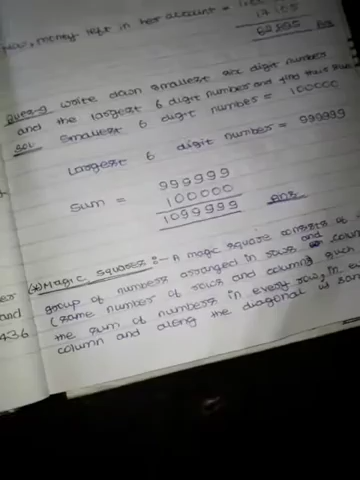 money left in her account =
62895 Ans
Ques-9 write down smallest six digit number
and the largest 6 digit number and find their sum
Sol. smallest 6 digit number = 100000
Largest 6 digit number = 999999
Sum = 999999
100000
1099999 Ans
Magic squares :- A magic square consists of
group of numbers arranged in rows and
(same number of rows and columns) such
and the sum of numbers in every row, in
436 column and along the diagonal is